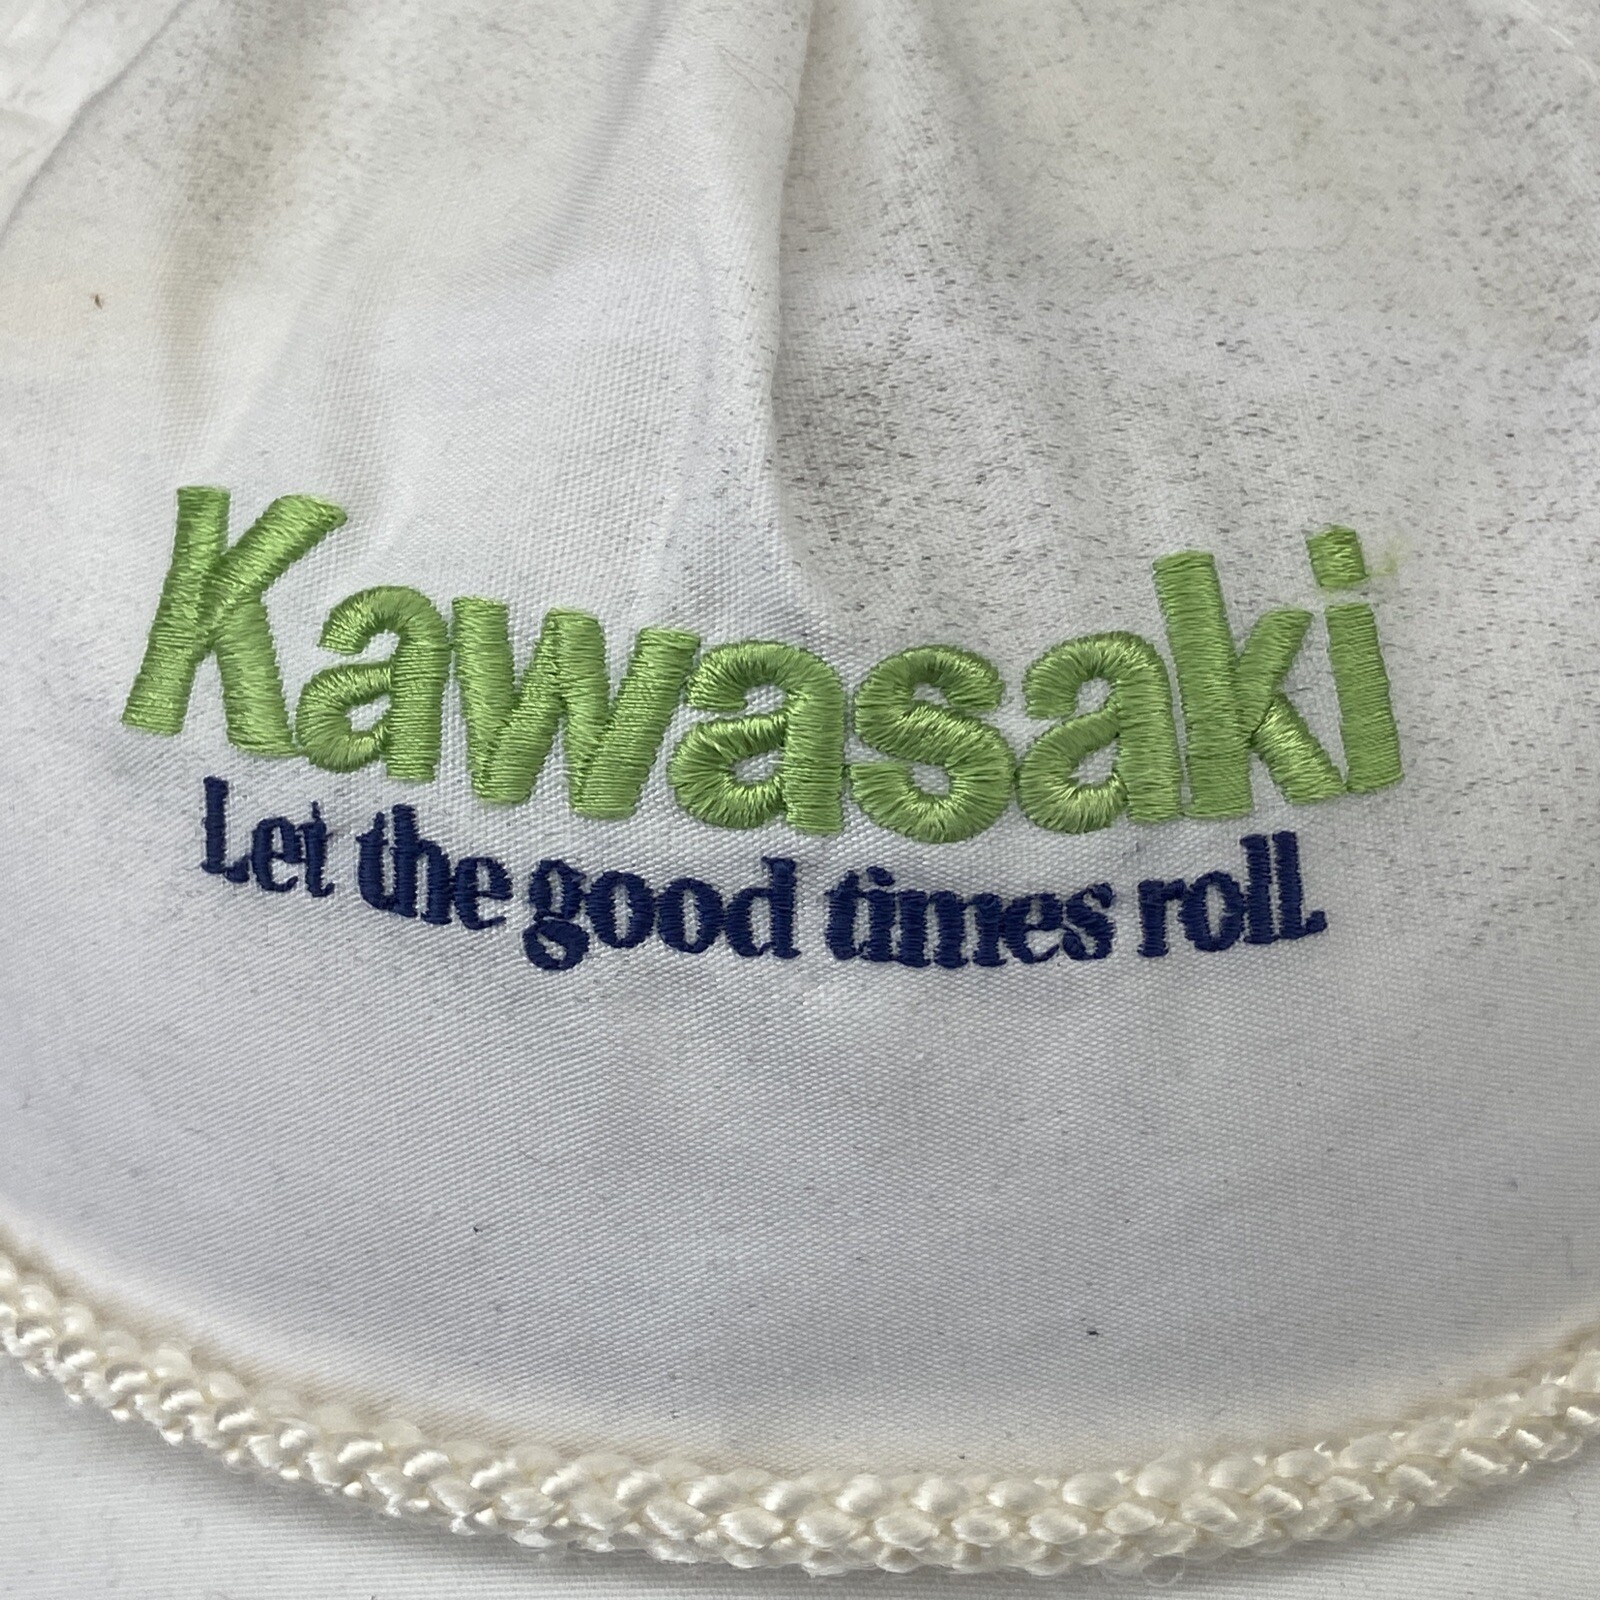 Kawasaki
Let the good times roll.